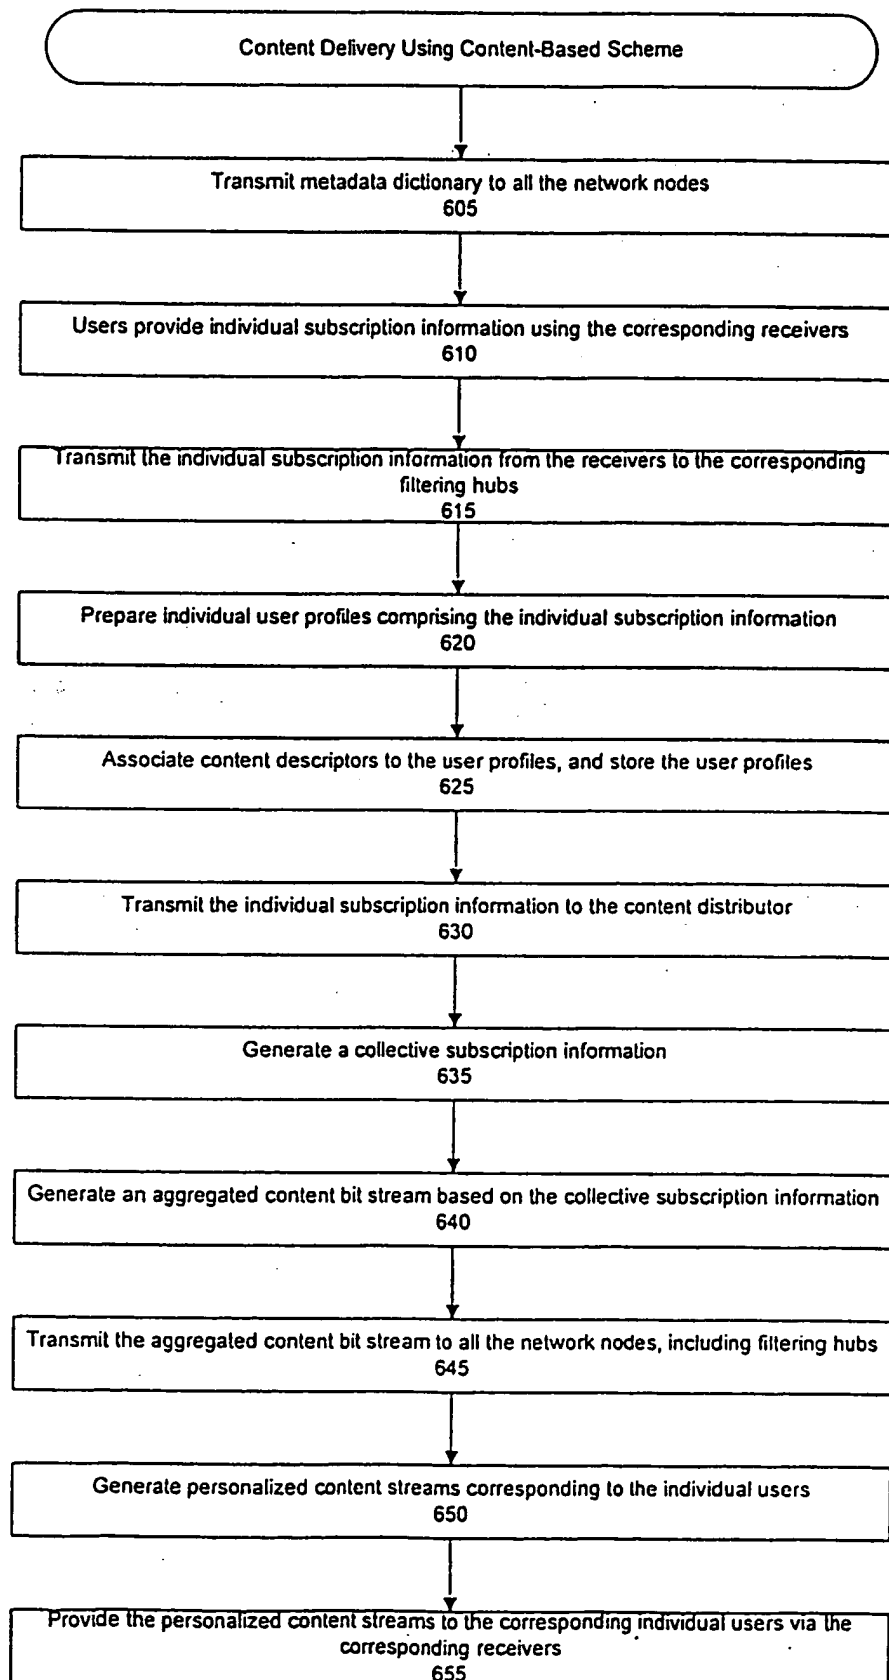 Content Delivery Using Content-Based Scheme
Transmit metadata dictionary to all the network nodes
605
Users provide individual subscription information using the corresponding receivers
610
Transmit the individual subscription information from the receivers to the corresponding
filtering hubs
615
Prepare individual user profiles comprising the individual subscription information
620
Associate content descriptors to the user profiles, and store the user profiles
625
Transmit the individual subscription information to the content distributor
630
Generate a collective subscription information
635
Generate an aggregated content bit stream based on the collective subscription information
640
Transmit the aggregated content bit stream to all the network nodes, including filtering hubs
645
Generate personalized content streams corresponding to the individual users
650
Provide the personalized content streams to the corresponding individual users via the
corresponding receivers
655